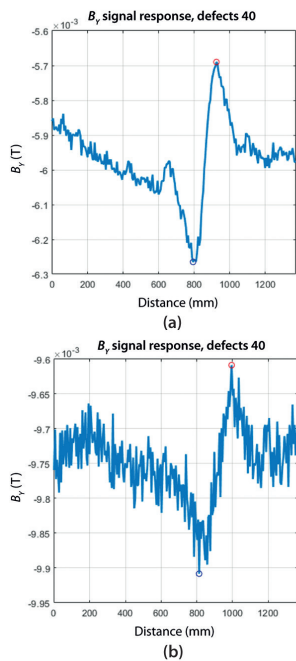 B_Y signal response, defects 40
×10⁻³
-5.6
-5.7
-5.8
-5.9
-6
-6.1
-6.2
-6.3
B_Y (T)
0 200 400 600 800 1000 1200
Distance (mm)
(a)
B_Y signal response, defects 40
×10⁻³
-9.6
-9.65
-9.7
-9.75
-9.8
-9.85
-9.9
-9.95
B_Y (T)
0 200 400 600 800 1000 1200
Distance (mm)
(b)